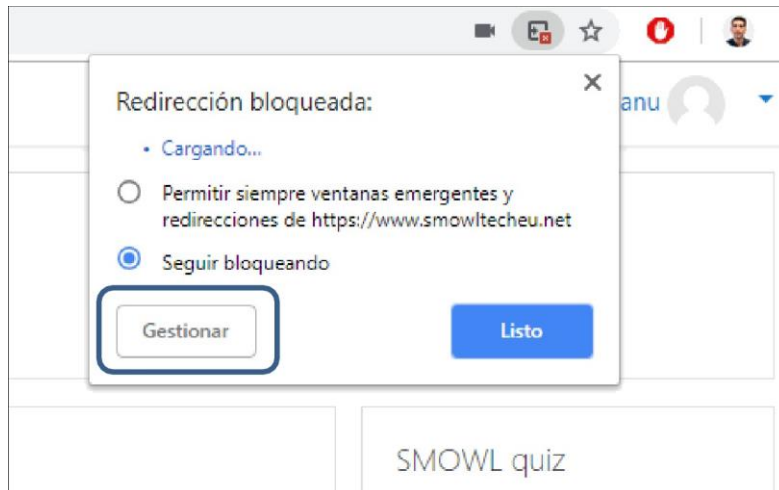 Redirección bloqueada:
anu
Cargando...
Permitir siempre ventanas emergentes y
redirecciones de https://www.smowltecheu.net
Seguir bloqueando
Gestionar
Listo
SMOWL quiz